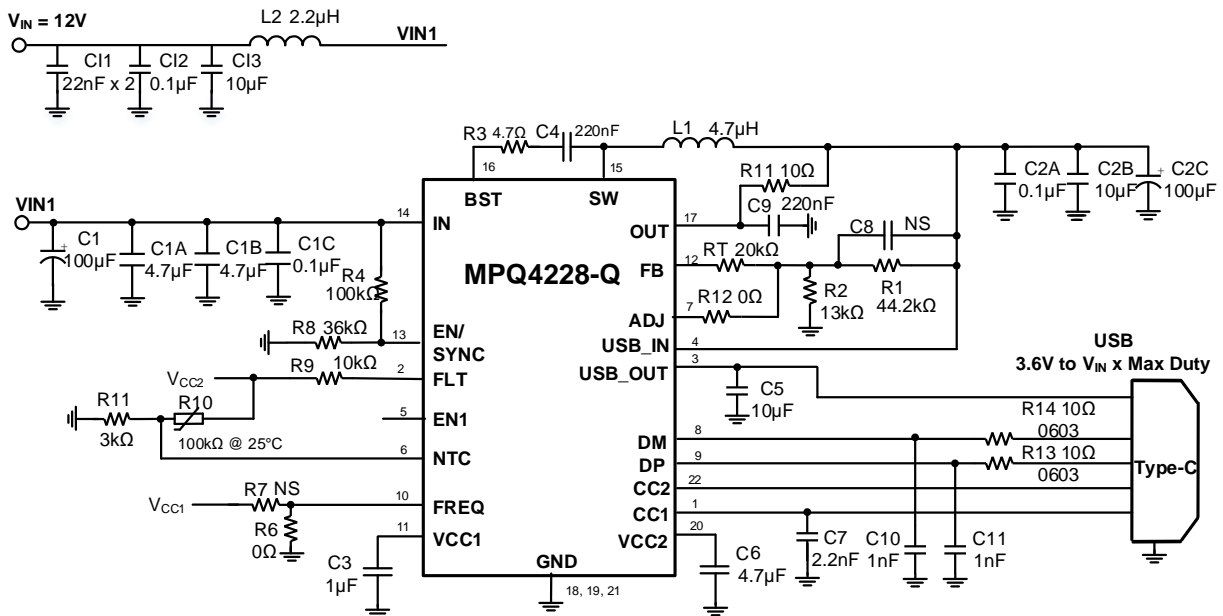 V_IN = 12V
L2 2.2µH
VIN1
CI1
22nF x 2
CI2
0.1µF
CI3
10µF
R3 4.7Ω
C4 220nF
L1 4.7µH
16
15
BST
SW
R11 10Ω
C9 220nF
C2A
0.1µF
C2B
10µF
C2C
100µF
+
VIN1
14
IN
17
OUT
C8 NS
C1
100µF
+
C1A
4.7µF
C1B
4.7µF
C1C
0.1µF
R4
100kΩ
MPQ4228-Q
12
FB
RT 20kΩ
R1
44.2kΩ
R2
13kΩ
7
ADJ
R12 0Ω
R8 36kΩ
13
EN/
SYNC
USB_IN
4
USB_OUT
3
USB
3.6V to V_IN x Max Duty
V_CC2
R9 10kΩ
2
FLT
R11
3kΩ
R10
100kΩ @ 25°C
5
EN1
6
NTC
C5
10µF
DM
8
R14 10Ω
0603
DP
9
R13 10Ω
0603
Type-C
CC2
22
CC1
1
V_CC1
R7 NS
10
FREQ
R6
0Ω
11
VCC1
20
VCC2
C3
1µF
GND
18, 19, 21
C6
4.7µF
C7
2.2nF
C10
1nF
C11
1nF